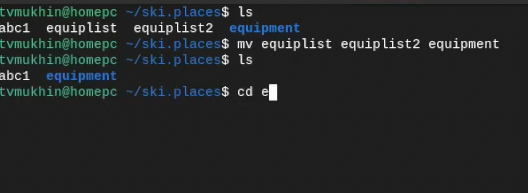 tvmukhin@homepc ~/ski.places$ ls
abc1 equiplist equiplist2 equipment
tvmukhin@homepc ~/ski.places$ mv equiplist equiplist2 equipment
tvmukhin@homepc ~/ski.places$ ls
abc1 equipment
tvmukhin@homepc ~/ski.places$ cd e